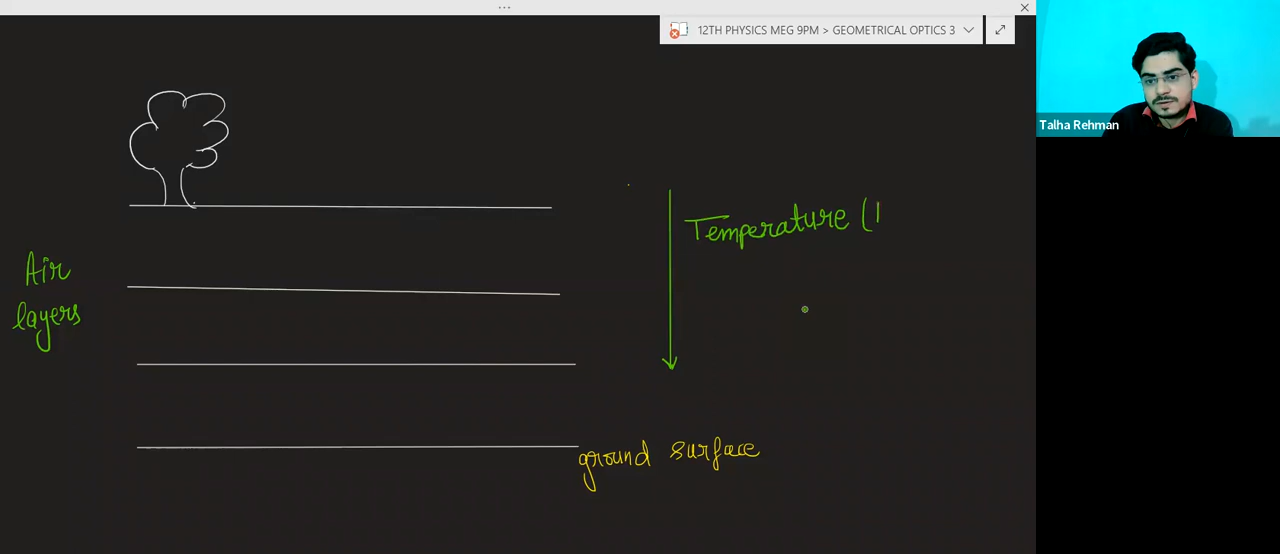 12TH PHYSICS MEG 9PM > GEOMETRICAL OPTICS 3
Talha Rehman
Temperature (
Air
layers
ground surface